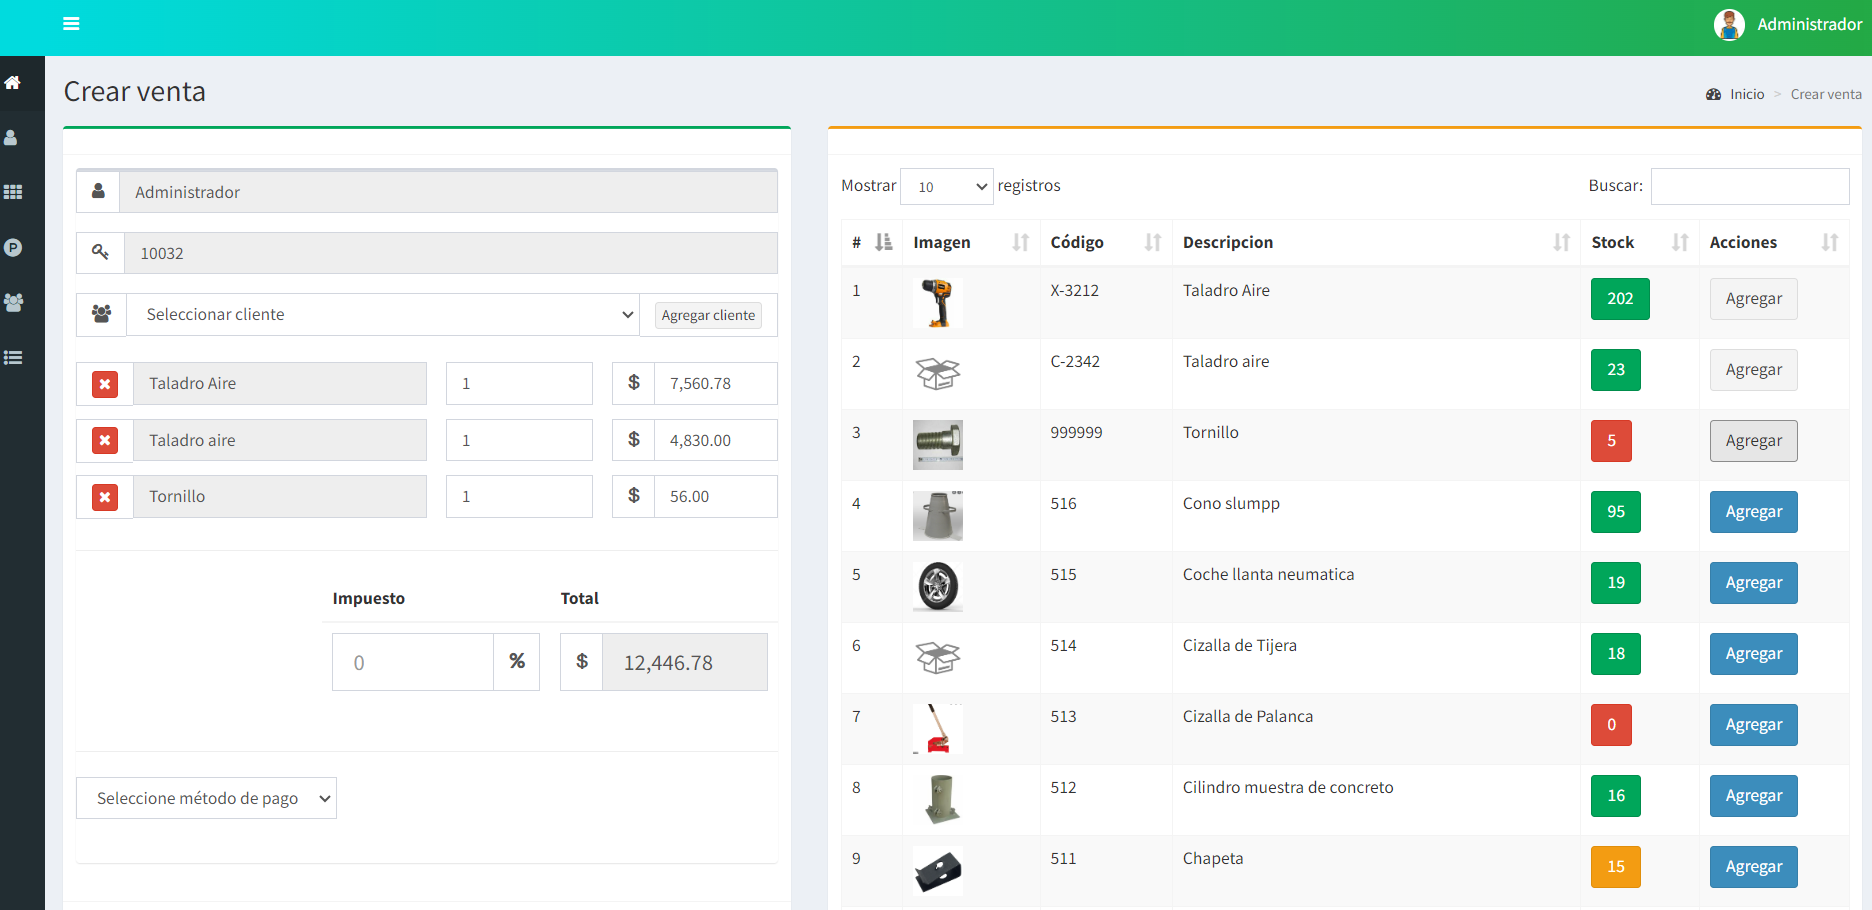 Administrador
Crear venta
Inicio > Crear venta
Administrador
10032
Seleccionar cliente Agregar cliente
Taladro Aire 1 $ 7,560.78
Taladro aire 1 $ 4,830.00
Tornillo 1 $ 56.00
Impuesto Total
0 % $ 12,446.78
Seleccione método de pago
Mostrar 10 registros Buscar:
# Imagen Código Descripcion Stock Acciones
1 X-3212 Taladro Aire 202 Agregar
2 C-2342 Taladro aire 23 Agregar
3 999999 Tornillo 5 Agregar
4 516 Cono slumpp 95 Agregar
5 515 Coche llanta neumatica 19 Agregar
6 514 Cizalla de Tijera 18 Agregar
7 513 Cizalla de Palanca 0 Agregar
8 512 Cilindro muestra de concreto 16 Agregar
9 511 Chapeta 15 Agregar